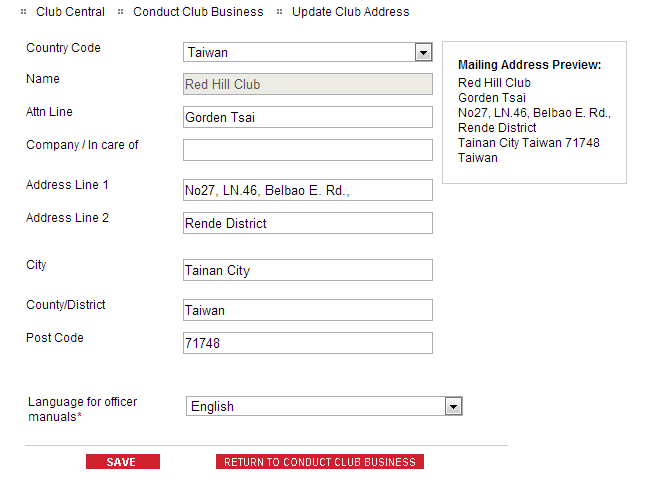 Club Central Conduct Club Business Update Club Address
Country Code Taiwan
Name Red Hill Club
Attn Line Gorden Tsai
Company / In care of
Address Line 1 No27, LN.46, Belbao E. Rd.,
Address Line 2 Rende District
City Tainan City
County/District Taiwan
Post Code 71748
Language for officer
manuals* English
SAVE RETURN TO CONDUCT CLUB BUSINESS
Mailing Address Preview:
Red Hill Club
Gorden Tsai
No27, LN.46, Belbao E. Rd.,
Rende District
Tainan City Taiwan 71748
Taiwan